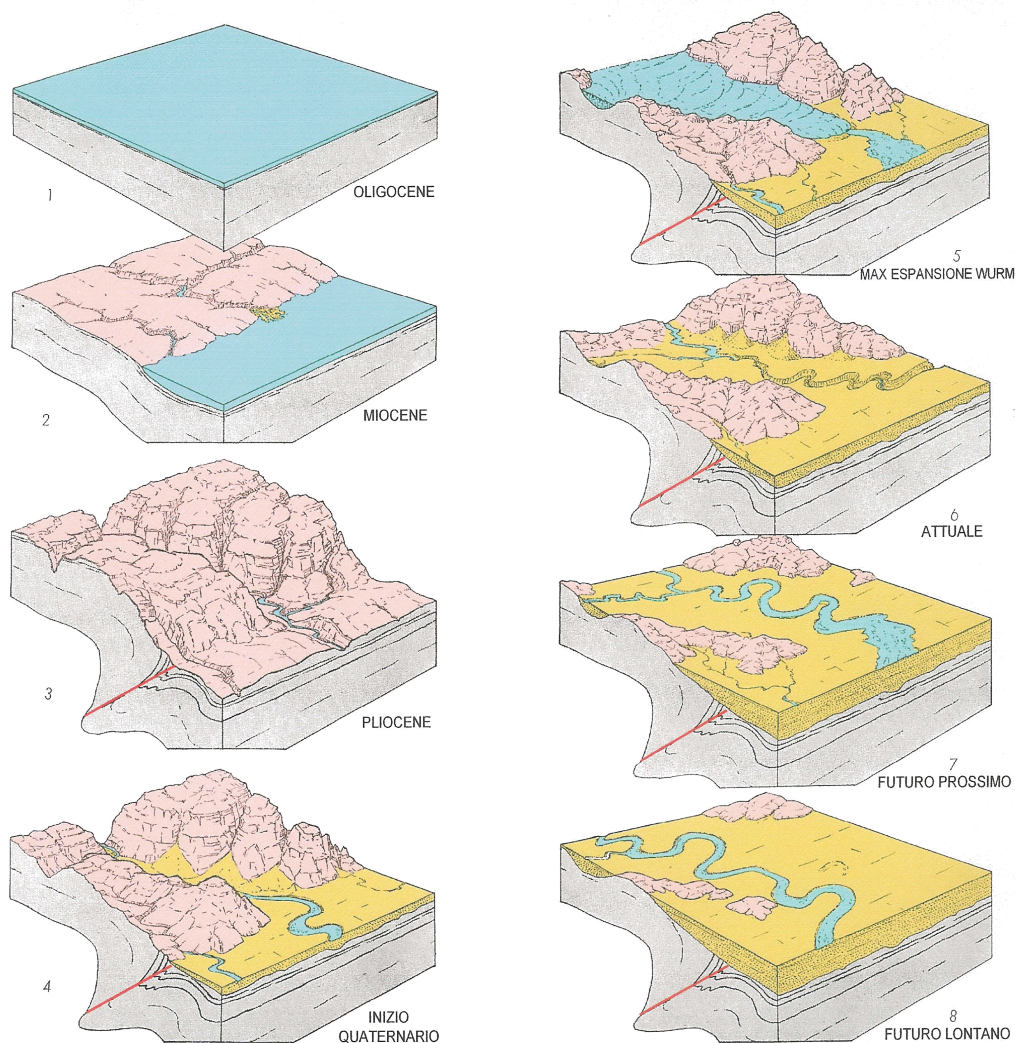 1
OLIGOCENE
2
MIOCENE
3
PLIOCENE
4
INIZIO
QUATERNARIO
5
MAX ESPANSIONE WURM
6
ATTUALE
7
FUTURO PROSSIMO
8
FUTURO LONTANO